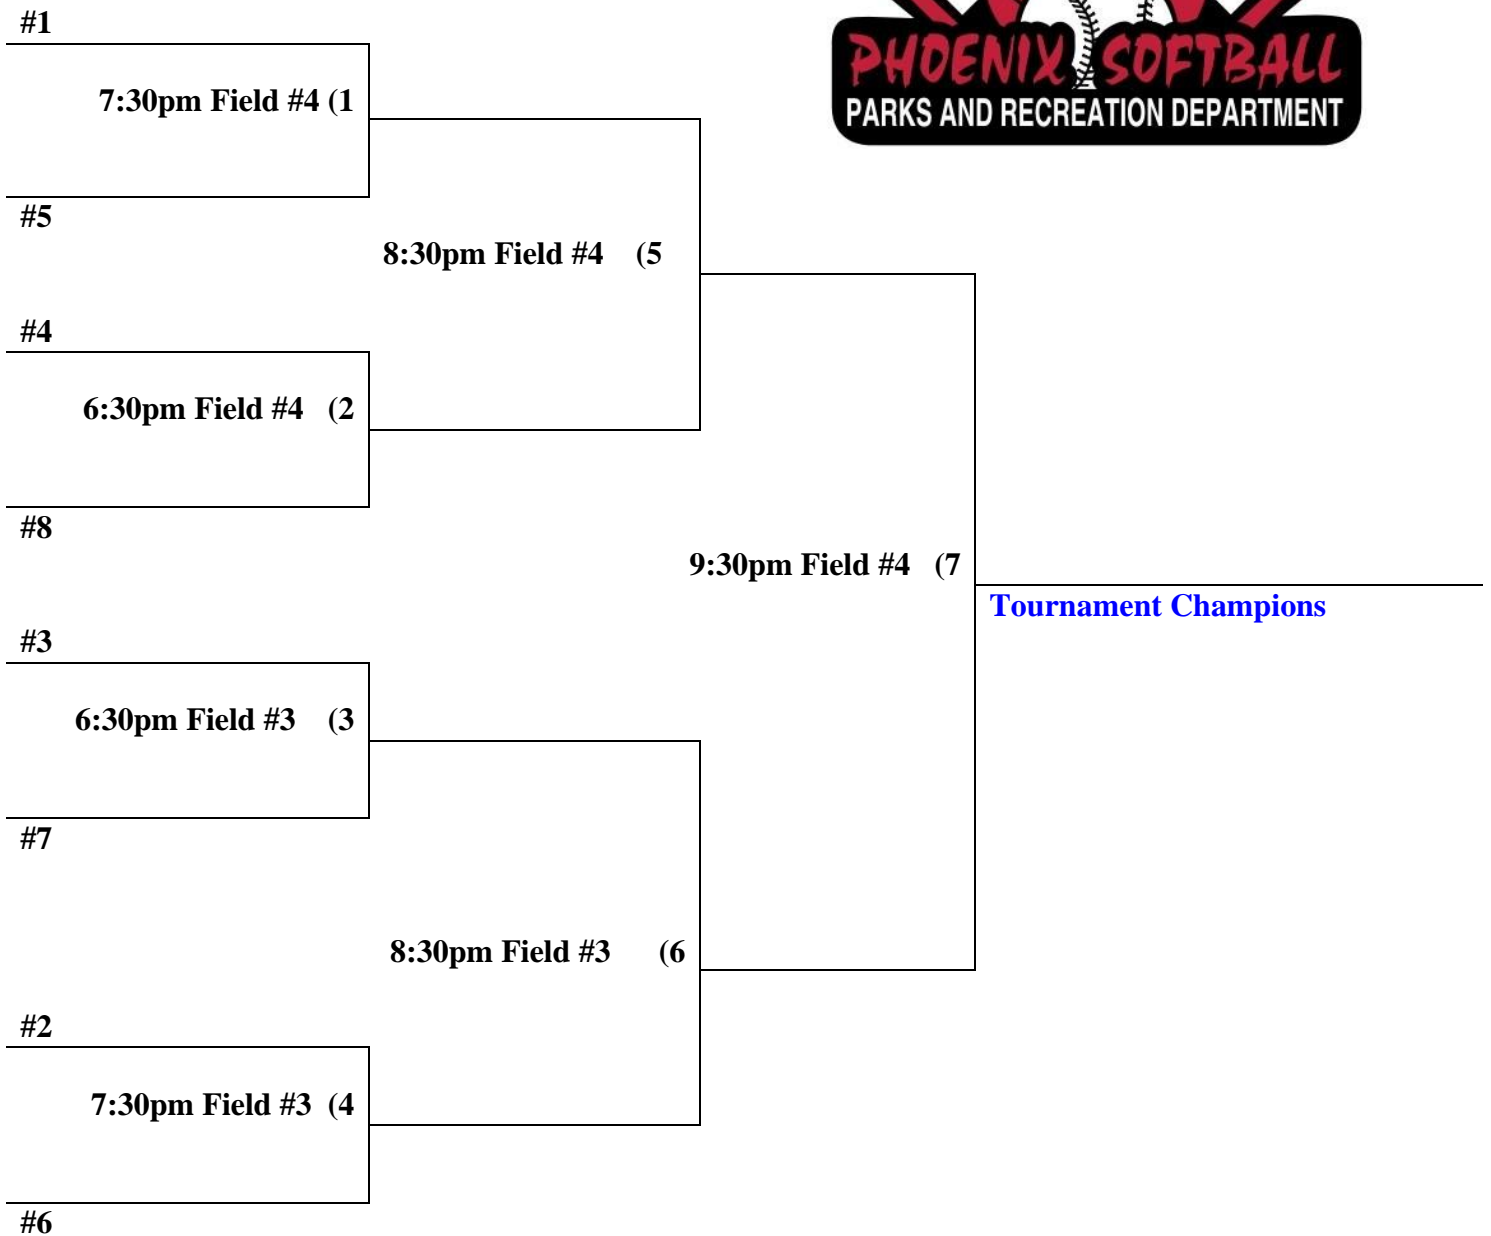 #1
PHOENIX SOFTBALL
PARKS AND RECREATION DEPARTMENT
7:30pm Field #4 (1
#5
8:30pm Field #4 (5
#4
6:30pm Field #4 (2
#8
9:30pm Field #4 (7
Tournament Champions
#3
6:30pm Field #3 (3
#7
8:30pm Field #3 (6
#2
7:30pm Field #3 (4
#6